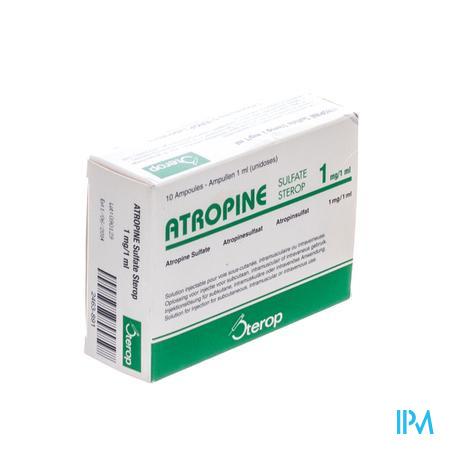 10 Ampoules - Ampullen 1 ml (unidoses)
ATROPINE SULFATE STEROP 1 mg/1 ml
Atropine Sulfate Atropinesulfaat Atropinsulfat 1 mg/1 ml
Solution injectable pour voie sous-cutanée, intramusculaire ou intraveineuse.
Oplossing voor injectie voor subcutaan, intramusculair of intraveneus gebruik.
Injektionslösung für subkutane, intramuskuläre oder intravenöse Anwendung.
Solution for Injection for subcutaneous, intramuscular or intravenous use.
Sterop
Sterop
ATROPINE Sulfate Sterop
1 mg/1 ml
2463-891
IPM